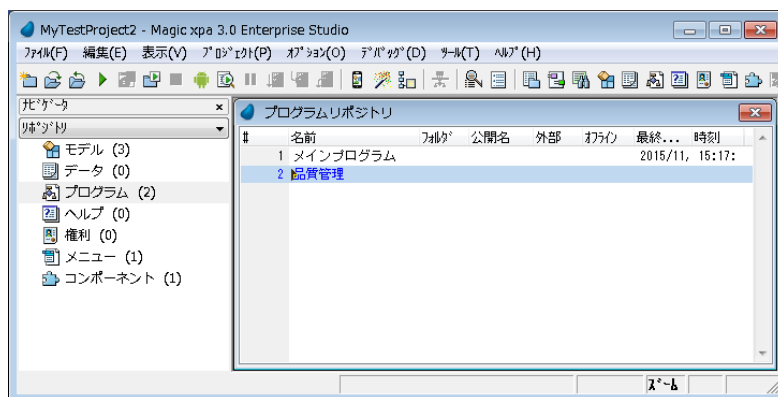 MyTestProject2 - Magic xpa 3.0 Enterprise Studio
ﾌｧｲﾙ(F) 編集(E) 表示(V) ﾌﾟﾛｼﾞｪｸﾄ(P) ｵﾌﾟｼｮﾝ(O) ﾃﾞﾊﾞｯｸﾞ(D) ﾂｰﾙ(T) ﾍﾙﾌﾟ(H)
ﾅﾋﾞｹﾞｰﾀ
ﾘﾎﾟｼﾞﾄﾘ
モデル (3)
データ (0)
プログラム (2)
ヘルプ (0)
権利 (0)
メニュー (1)
コンポーネント (1)
プログラムリポジトリ
# 名前 ﾌｫﾙﾀﾞ 公開名 外部 ｵﾌﾗｲﾝ 最終... 時刻
1 メインプログラム 2015/11, 15:17:
2 品質管理
ｽﾞｰﾑ